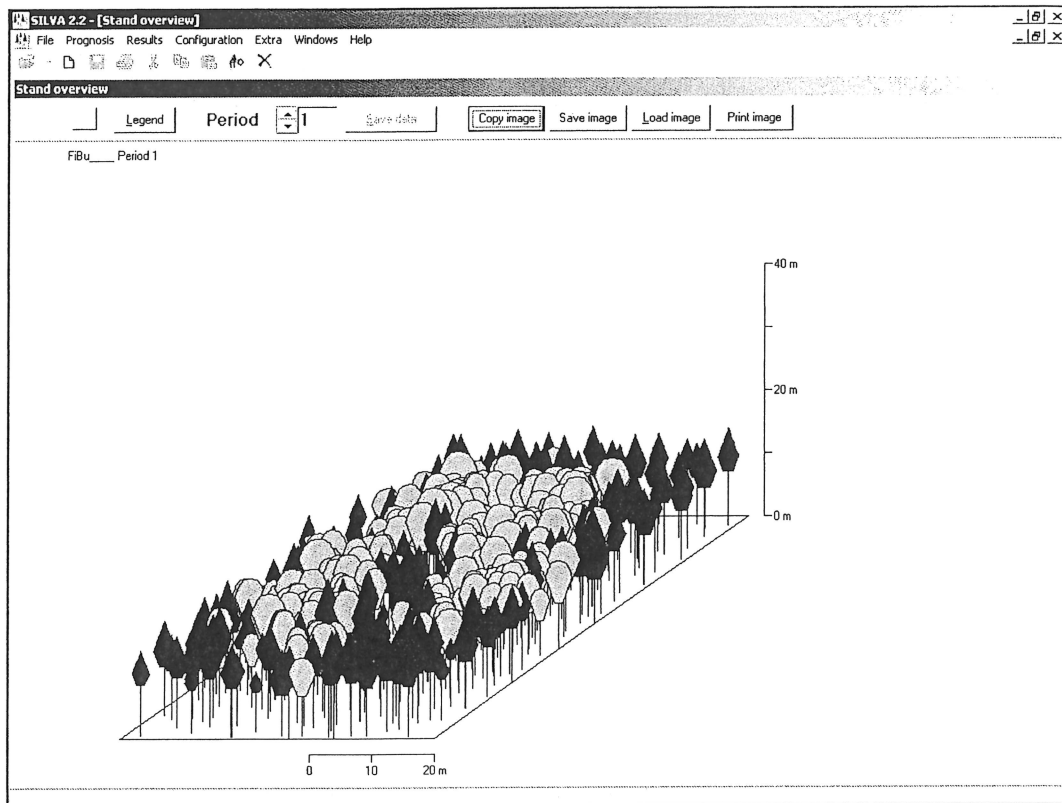 SILVA 2.2 - [Stand overview]
File Prognosis Results Configuration Extra Windows Help
Stand overview
Legend Period 1 Save data Copy image Save image Load image Print image
FiBu____ Period 1
40 m
20 m
0 m
0 10 20 m